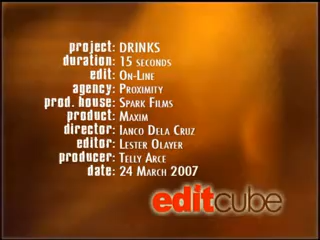 project: DRINKS
duration: 15 seconds
edit: On-Line
agency: Proximity
prod. house: Spark Films
product: Maxim
director: Ianco Dela Cruz
editor: Lester Olayer
producer: Telly Arce
date: 24 March 2007
editcube